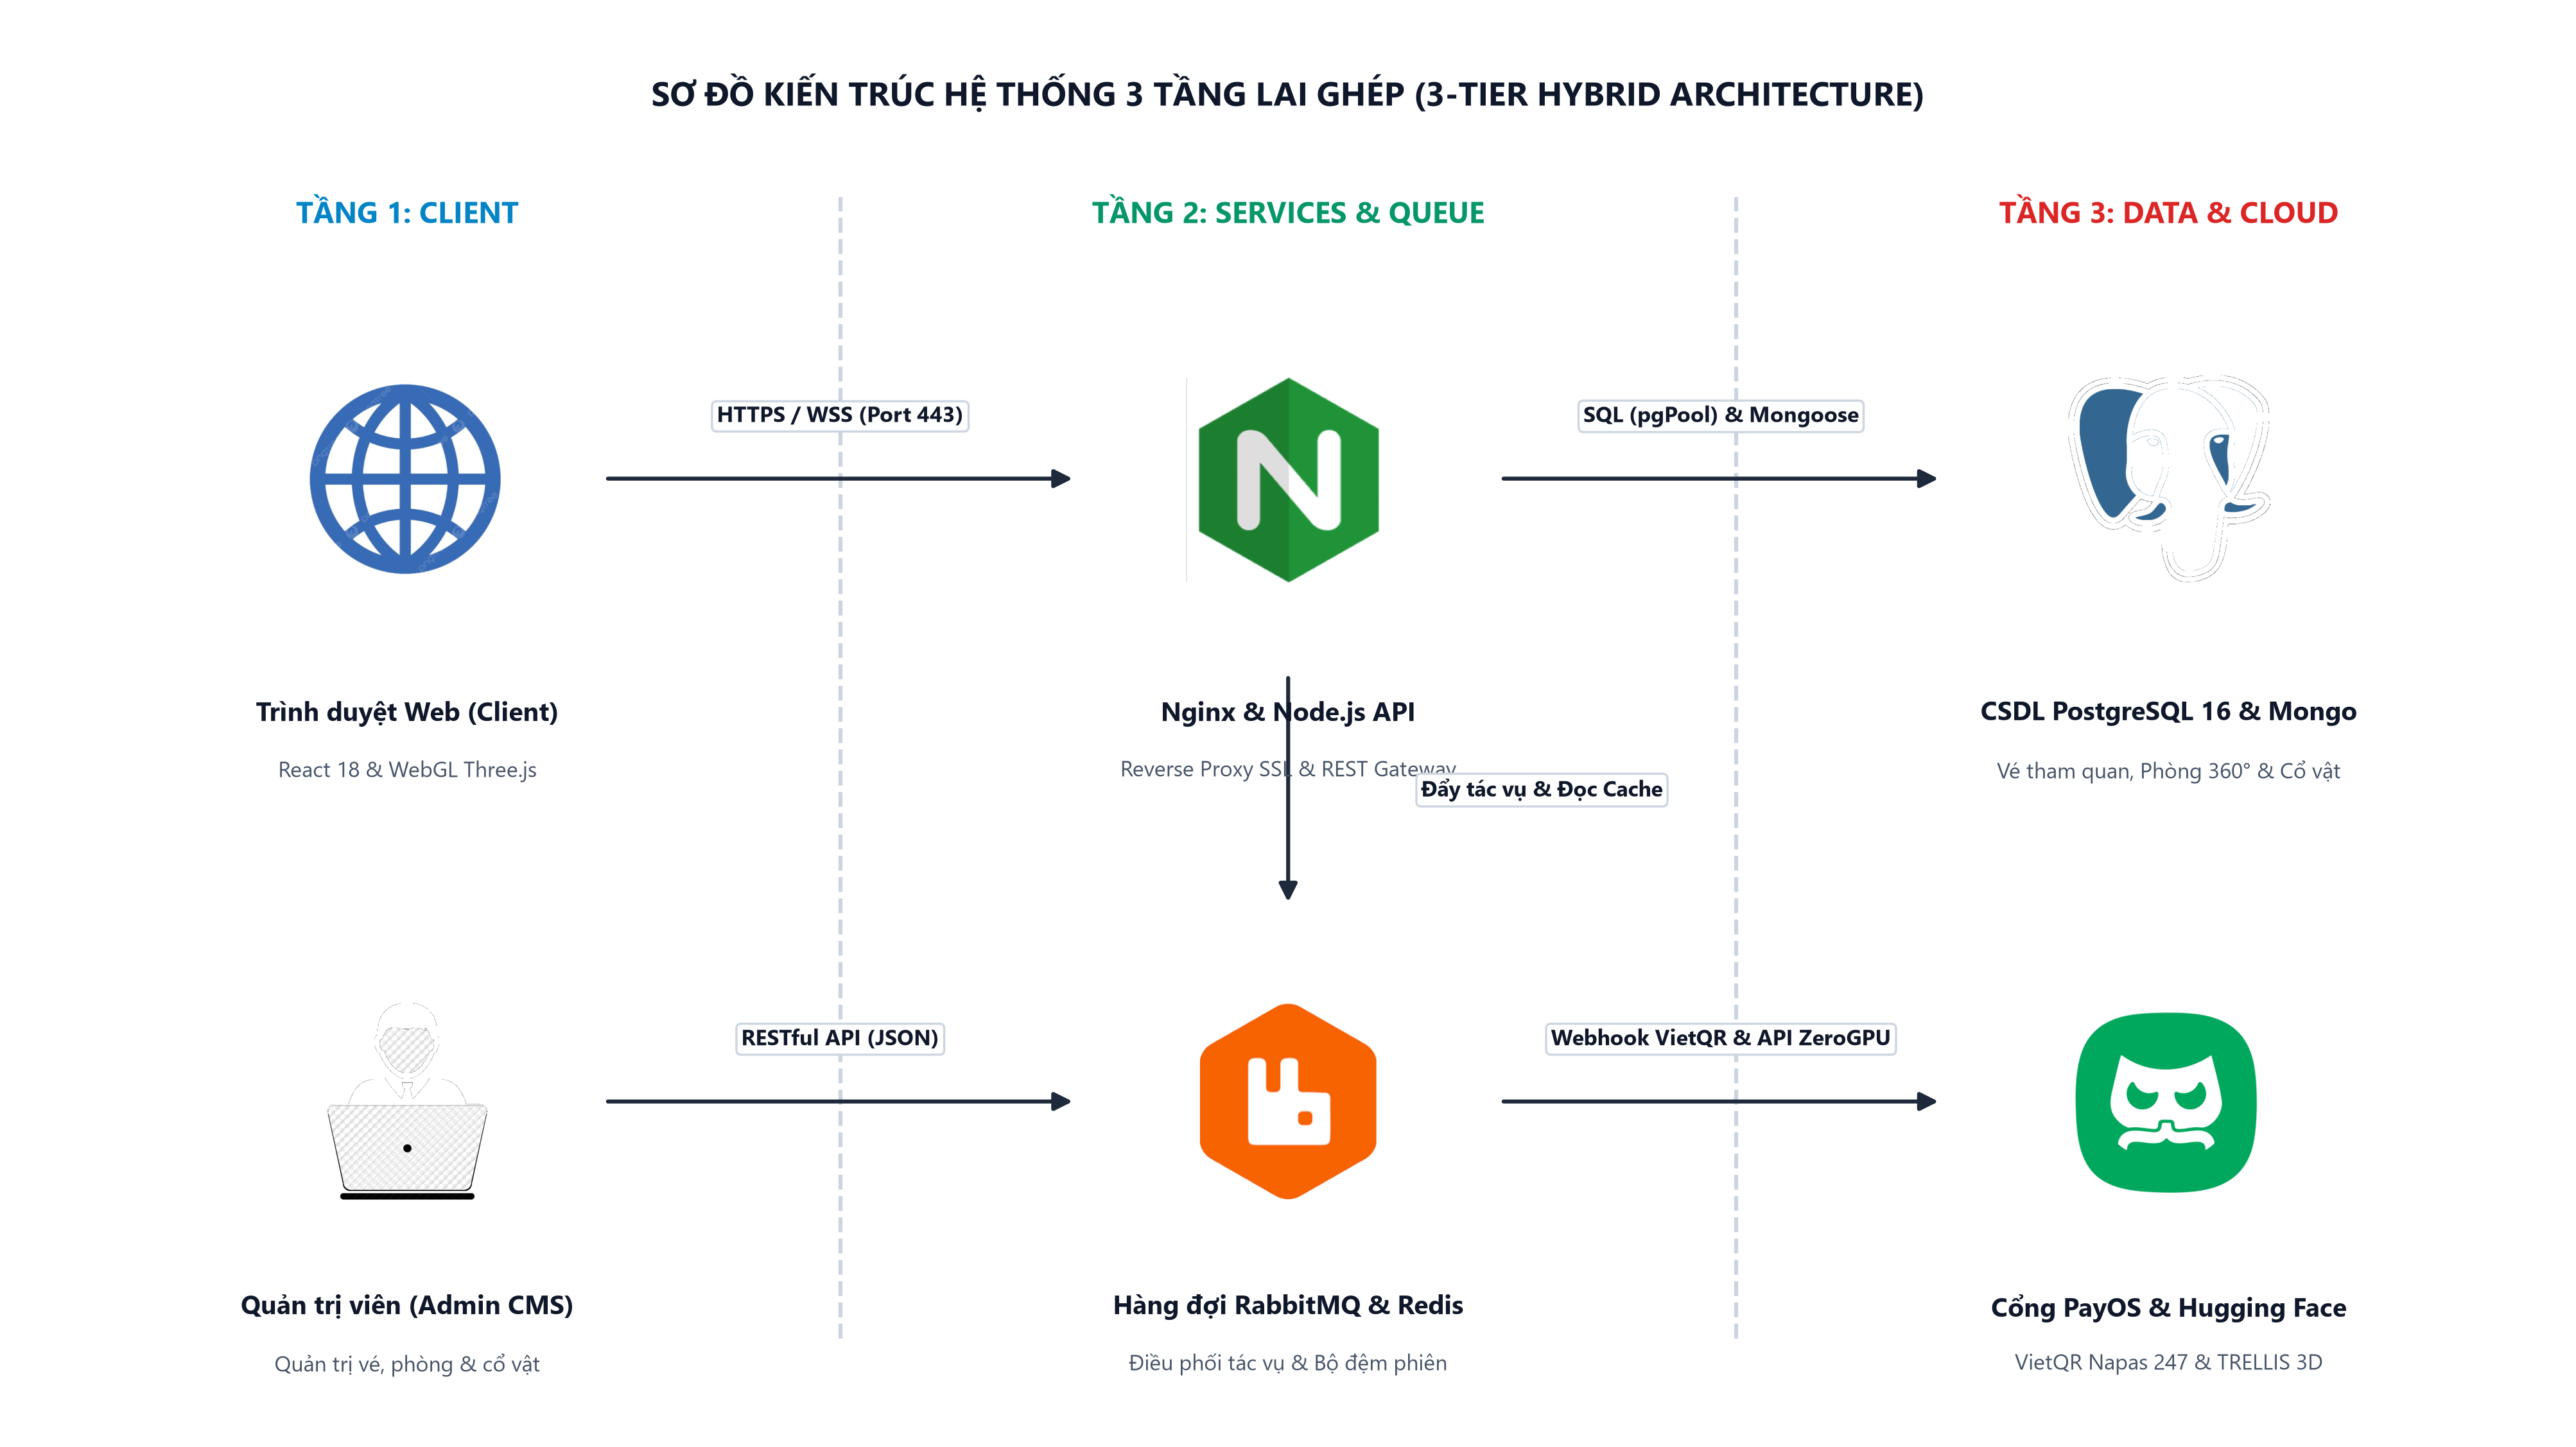 SƠ ĐỒ KIẾN TRÚC HỆ THỐNG 3 TẦNG LAI GHÉP (3-TIER HYBRID ARCHITECTURE)
TẦNG 1: CLIENT
TẦNG 2: SERVICES & QUEUE
TẦNG 3: DATA & CLOUD
HTTPS / WSS (Port 443)
SQL (pgPool) & Mongoose
Trình duyệt Web (Client)
React 18 & WebGL Three.js
Nginx & Node.js API
Reverse Proxy SSL & REST Gateway
CSDL PostgreSQL 16 & Mongo
Vé tham quan, Phòng 360° & Cổ vật
Đẩy tác vụ & Đọc Cache
RESTful API (JSON)
Webhook VietQR & API ZeroGPU
Quản trị viên (Admin CMS)
Quản trị vé, phòng & cổ vật
Hàng đợi RabbitMQ & Redis
Điều phối tác vụ & Bộ đệm phiên
Cổng PayOS & Hugging Face
VietQR Napas 247 & TRELLIS 3D